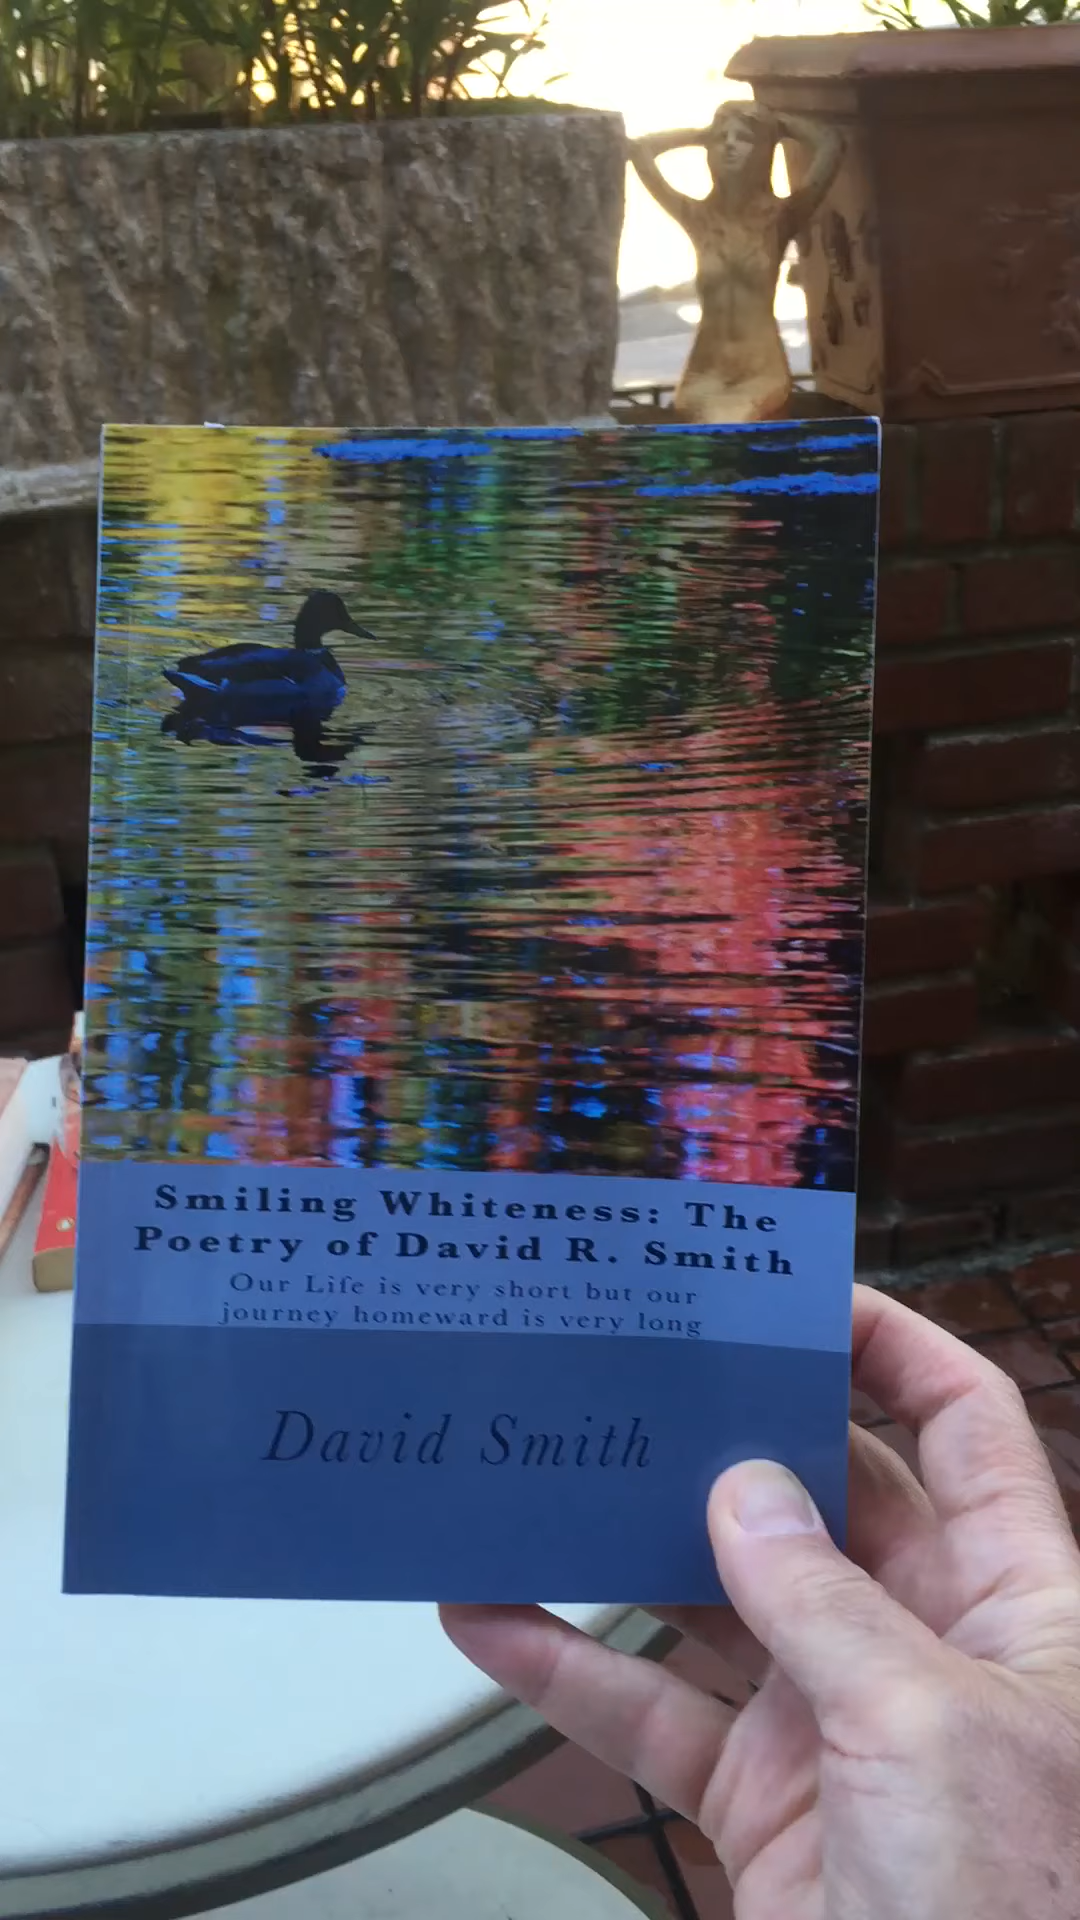 Smiling Whiteness: The
Poetry of David R. Smith
Our Life is very short but our
journey homeward is very long
David Smith